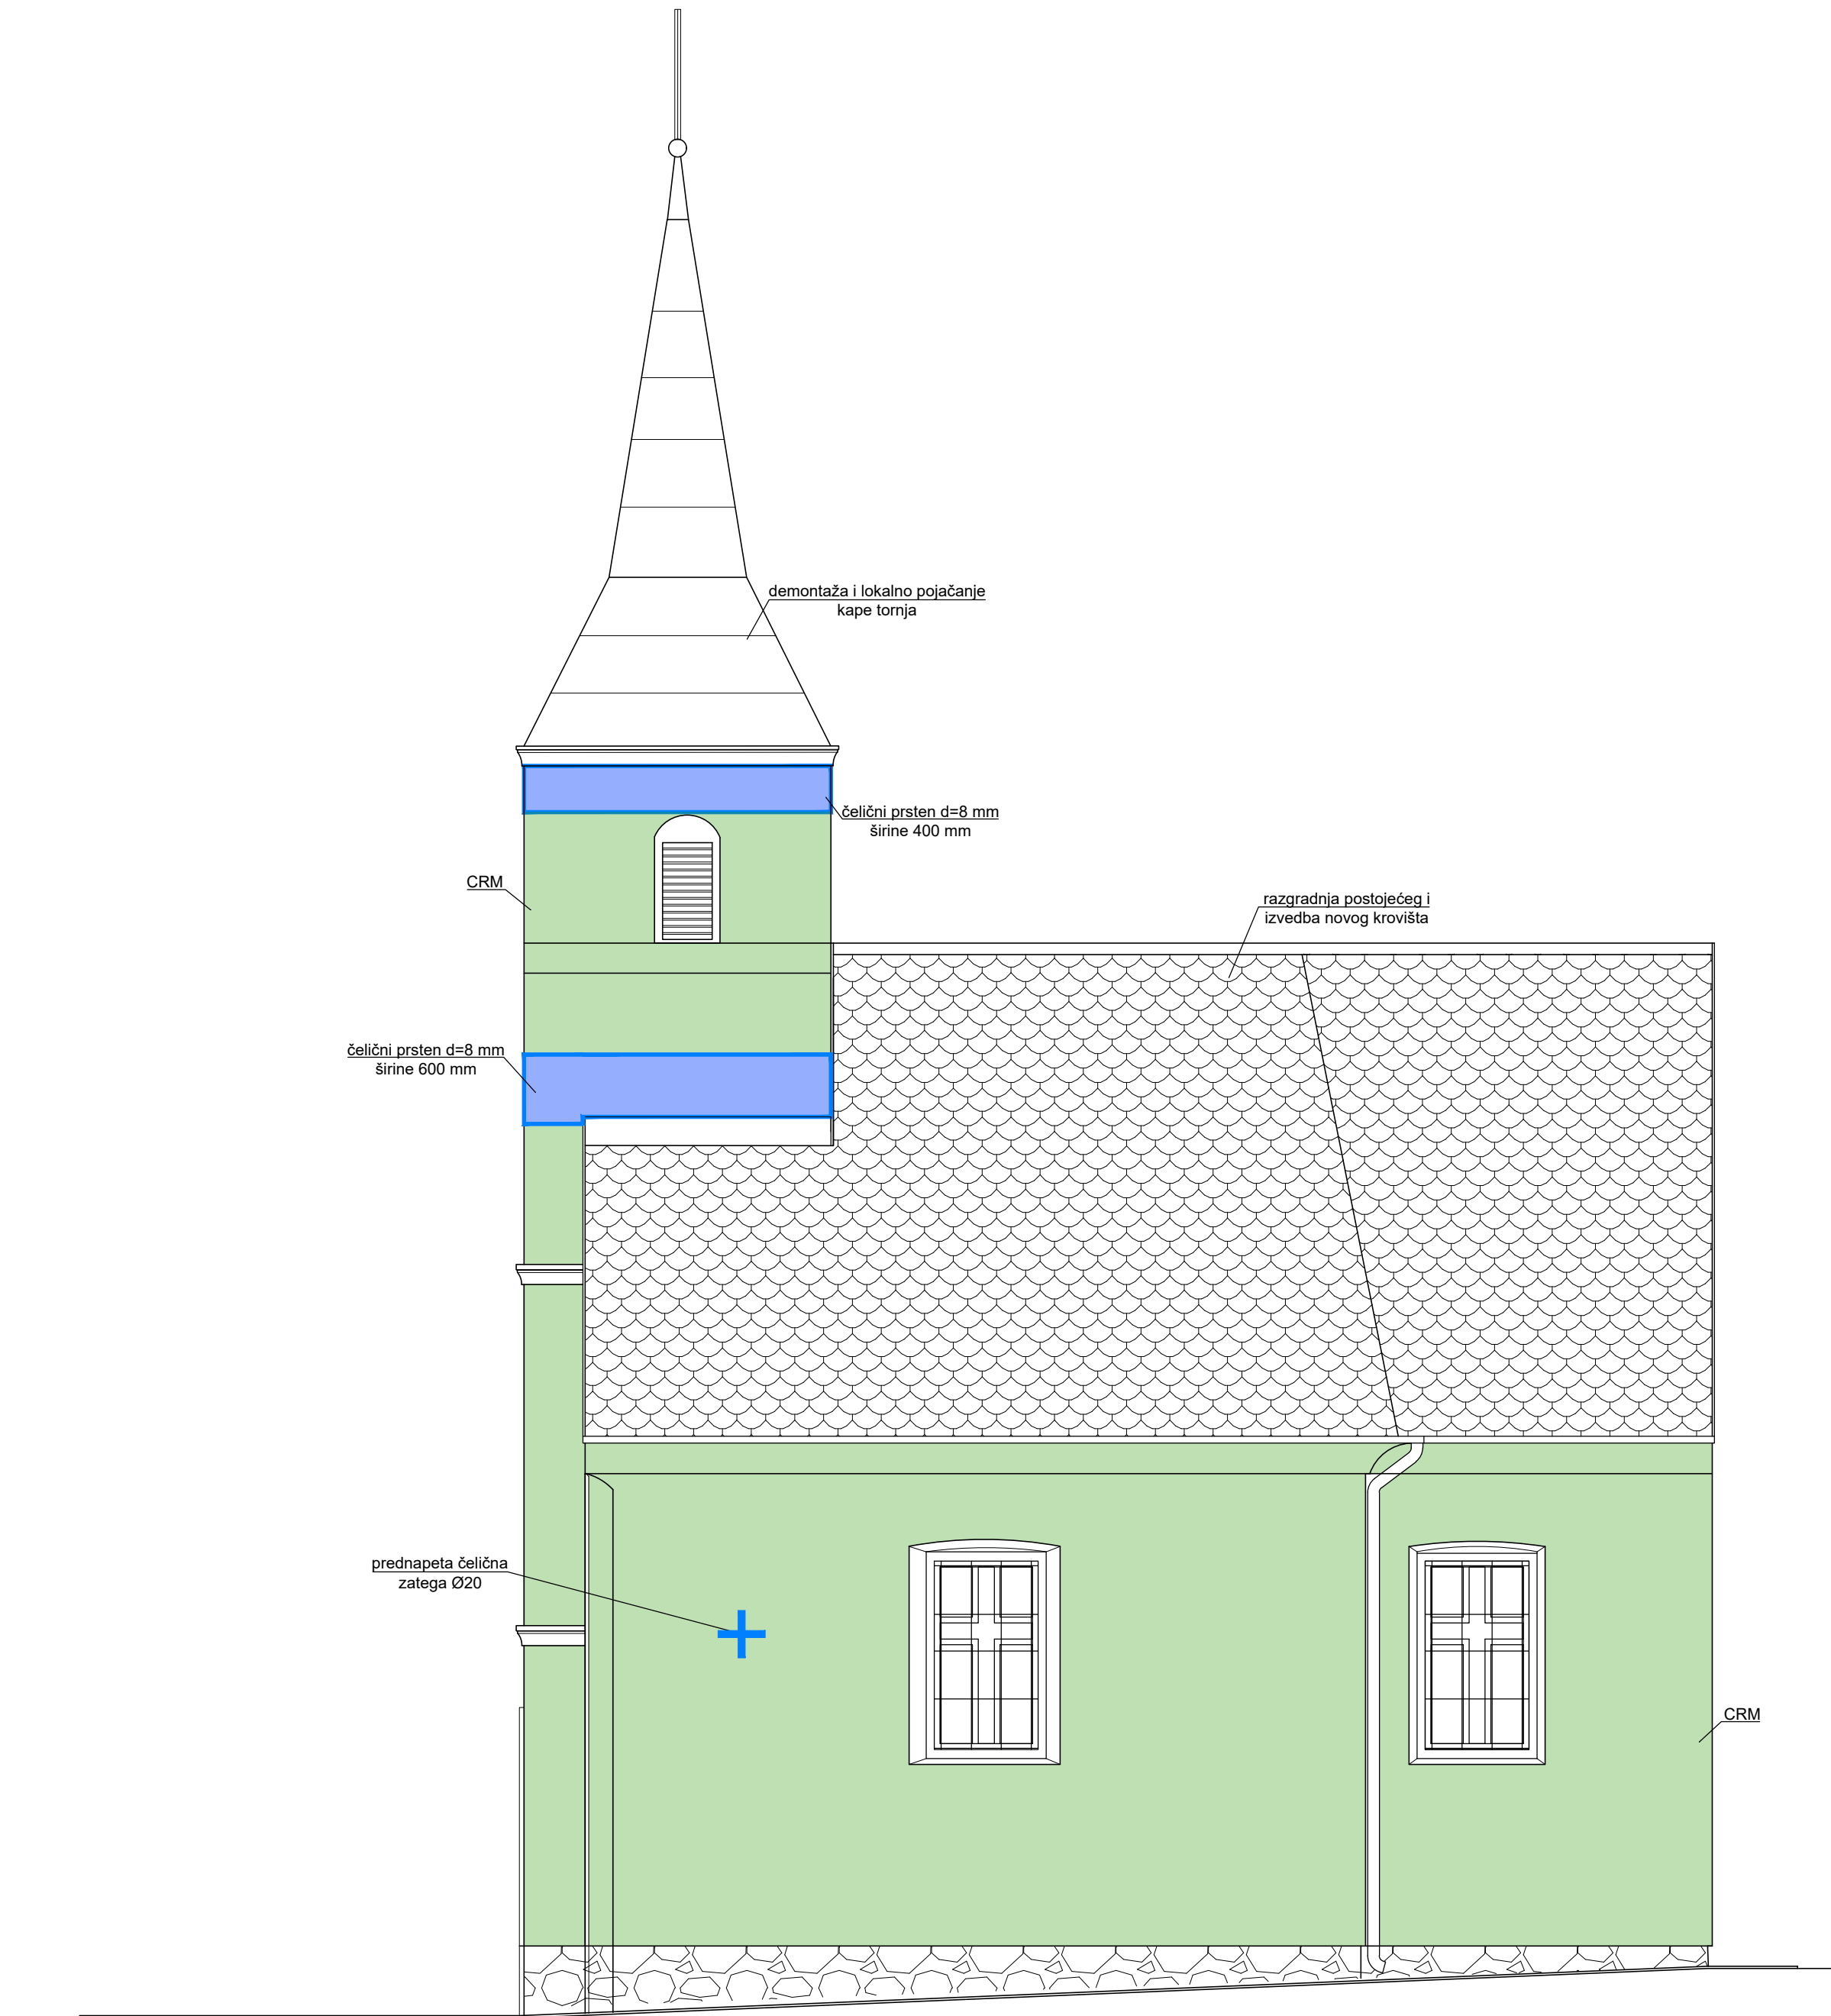 demontaža i lokalno pojačanje
kape tornja
čelični prsten d=8 mm
širine 400 mm
CRM
razgradnja postojećeg i
izvedba novog krovišta
čelični prsten d=8 mm
širine 600 mm
prednapeta čelična
zatega Ø20
CRM